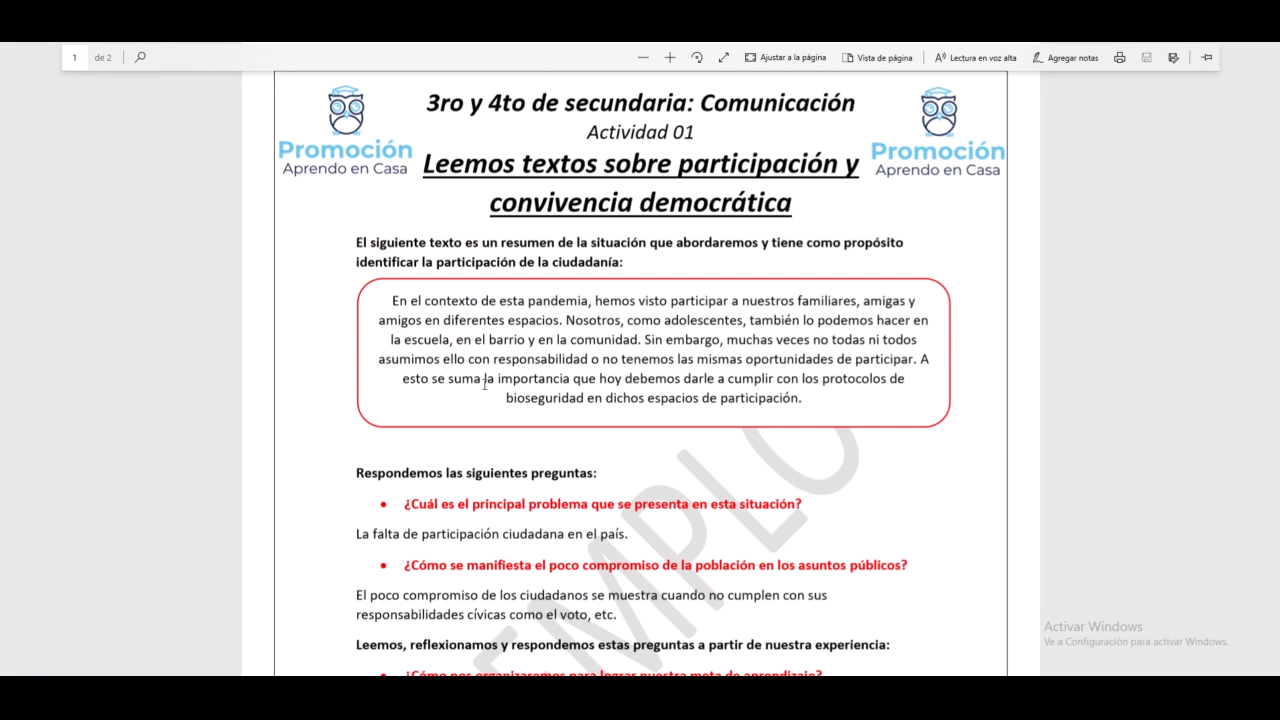 1 de 2 Ajustar a la página Vista de página Lectura en voz alta Agregar notas
3ro y 4to de secundaria: Comunicación
Actividad 01
Promoción
Aprendo en Casa
Leemos textos sobre participación y
convivencia democrática
Promoción
Aprendo en Casa
El siguiente texto es un resumen de la situación que abordaremos y tiene como propósito
identificar la participación de la ciudadanía:
En el contexto de esta pandemia, hemos visto participar a nuestros familiares, amigas y
amigos en diferentes espacios. Nosotros, como adolescentes, también lo podemos hacer en
la escuela, en el barrio y en la comunidad. Sin embargo, muchas veces no todas ni todos
asumimos ello con responsabilidad o no tenemos las mismas oportunidades de participar. A
esto se suma la importancia que hoy debemos darle a cumplir con los protocolos de
bioseguridad en dichos espacios de participación.
Respondemos las siguientes preguntas:
• ¿Cuál es el principal problema que se presenta en esta situación?
La falta de participación ciudadana en el país.
• ¿Cómo se manifiesta el poco compromiso de la población en los asuntos públicos?
El poco compromiso de los ciudadanos se muestra cuando no cumplen con sus
responsabilidades cívicas como el voto, etc.
Leemos, reflexionamos y respondemos estas preguntas a partir de nuestra experiencia:
• ¿Cómo nos organizaremos para lograr nuestra meta de aprendizaje?
EMPLO
Activar Windows
Ve a Configuración para activar Windows.